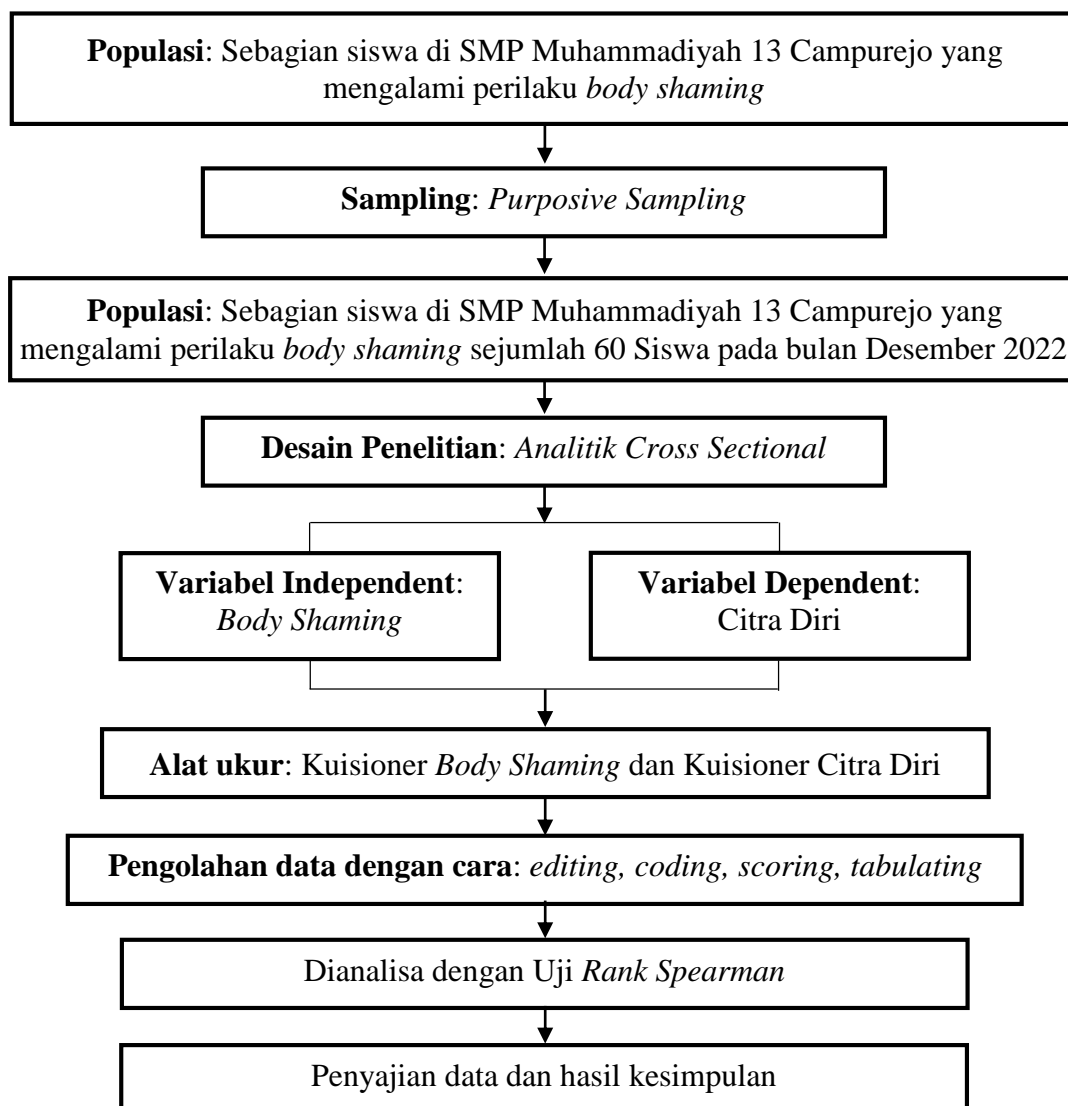 Populasi: Sebagian siswa di SMP Muhammadiyah 13 Campurejo yang
mengalami perilaku body shaming
Sampling: Purposive Sampling
Populasi: Sebagian siswa di SMP Muhammadiyah 13 Campurejo yang
mengalami perilaku body shaming sejumlah 60 Siswa pada bulan Desember 2022
Desain Penelitian: Analitik Cross Sectional
Variabel Independent:
Body Shaming
Variabel Dependent:
Citra Diri
Alat ukur: Kuisioner Body Shaming dan Kuisioner Citra Diri
Pengolahan data dengan cara: editing, coding, scoring, tabulating
Dianalisa dengan Uji Rank Spearman
Penyajian data dan hasil kesimpulan